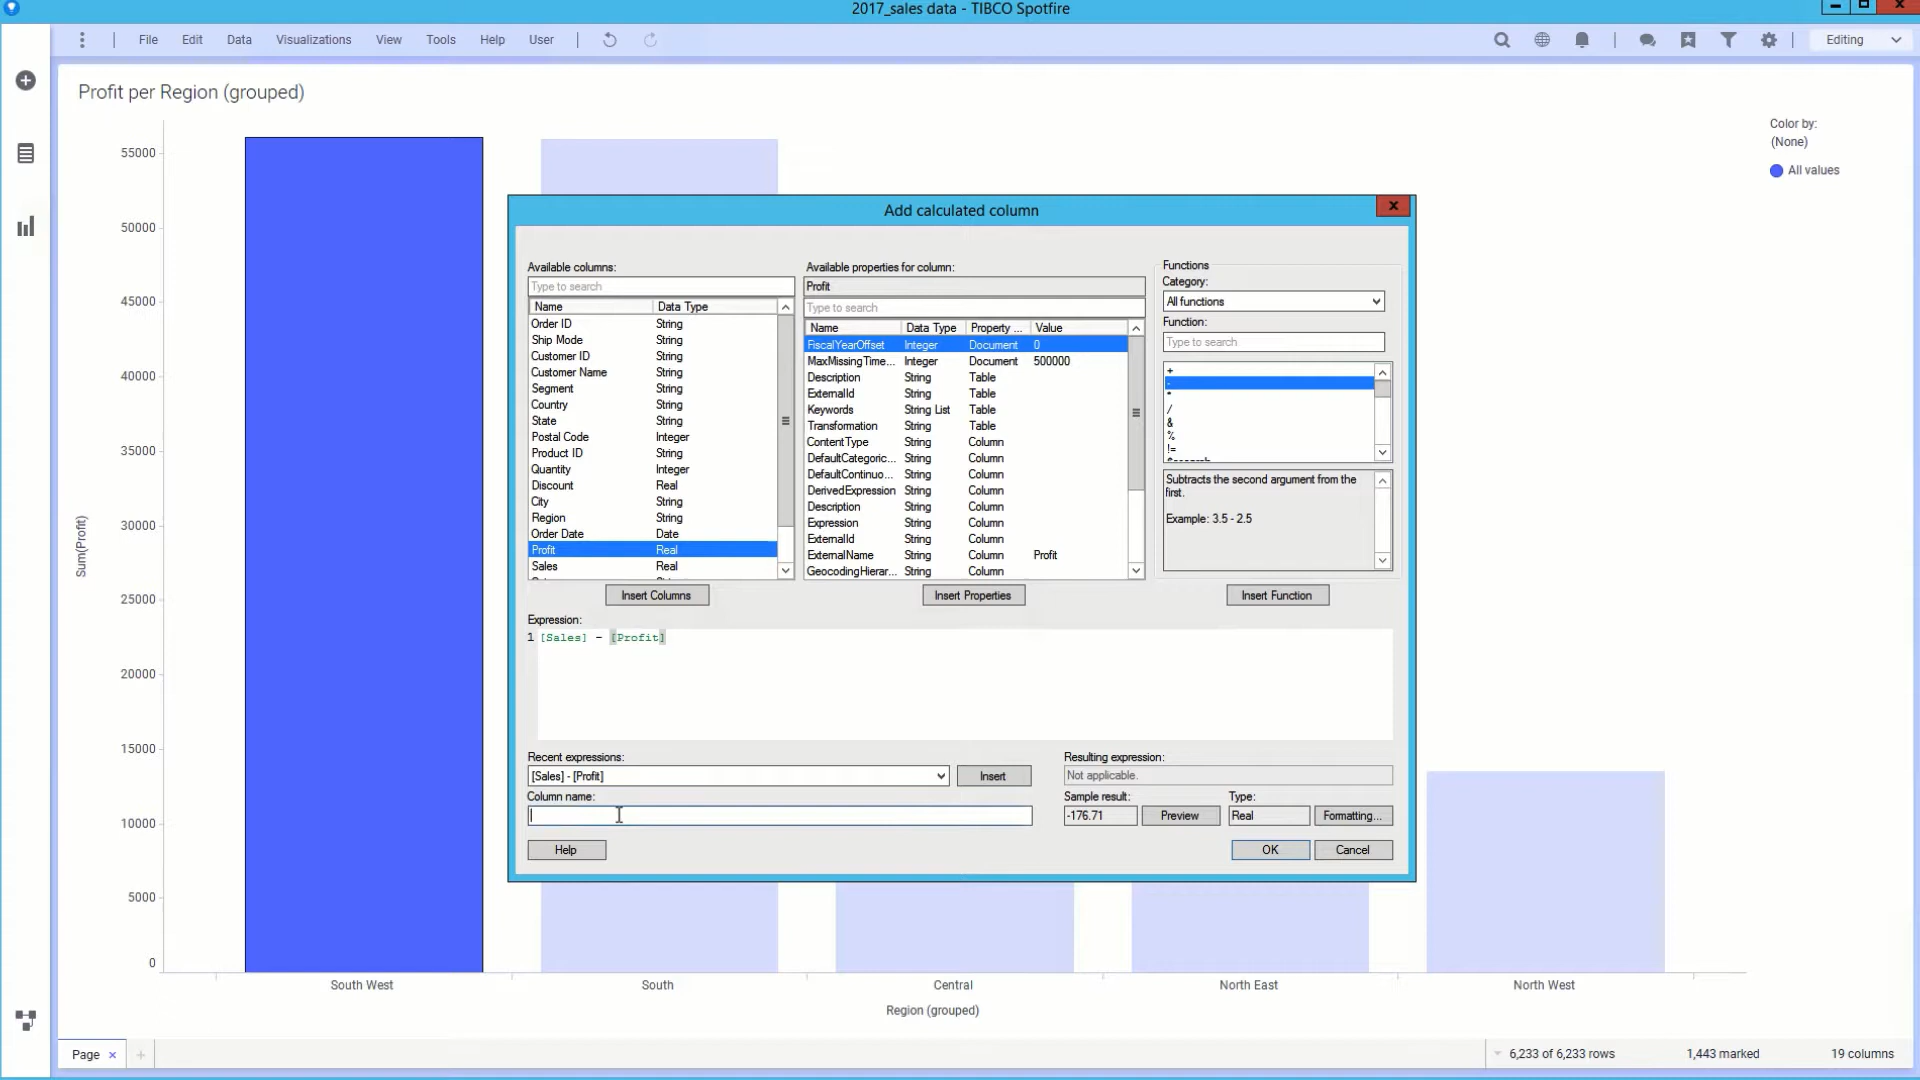 2017_sales data - TIBCO Spotfire
File Edit Data Visualizations View Tools Help User Editing
Profit per Region (grouped)
Color by:
(None)
All values
55000
50000
45000
40000
35000
30000
25000
20000
15000
10000
5000
0
Sum(Profit)
South West South Central North East North West
Region (grouped)
Add calculated column
Available columns:
Type to search
Name Data Type
Order ID String
Ship Mode String
Customer ID String
Customer Name String
Segment String
Country String
State String
Postal Code Integer
Product ID String
Quantity Integer
Discount Real
City String
Region String
Order Date Date
Profit Real
Sales Real
Insert Columns
Available properties for column:
Profit
Type to search
Name Data Type Property ... Value
FiscalYearOffset Integer Document 0
MaxMissingTime... Integer Document 500000
Description String Table
ExternalId String Table
Keywords String List Table
Transformation String Table
ContentType String Column
DefaultCategoric... String Column
DefaultContinuo... String Column
DerivedExpression String Column
Description String Column
Expression String Column
ExternalId String Column
ExternalName String Column Profit
GeocodingHierar... String Column
Insert Properties
Functions
Category:
All functions
Function:
Type to search
+
-
*
/
&
%
!=
Subtracts the second argument from the
first.
Example: 3.5 - 2.5
Insert Function
Expression:
1 [Sales] - [Profit]
Recent expressions:
[Sales] - [Profit]
Insert
Resulting expression:
Not applicable.
Column name:
Sample result: Type:
-176.71 Preview Real Formatting...
Help OK Cancel
Page × + 6,233 of 6,233 rows 1,443 marked 19 columns